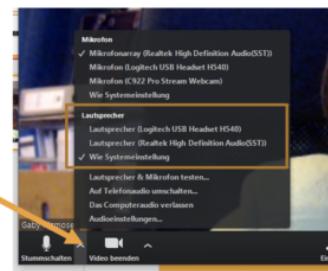 Mikrofon
✓ Mikrofonarray (Realtek High Definition Audio(SST))
Mikrofon (Logitech USB Headset H540)
Mikrofon (C922 Pro Stream Webcam)
Wie Systemeinstellung
Lautsprecher
Lautsprecher (Logitech USB Headset H540)
Lautsprecher (Realtek High Definition Audio(SST))
✓ Wie Systemeinstellung
Lautsprecher & Mikrofon testen...
Auf Telefonaudio umschalten...
Das Computeraudio verlassen
Audioeinstellungen...
Gaby
Stummschalten
Video beenden